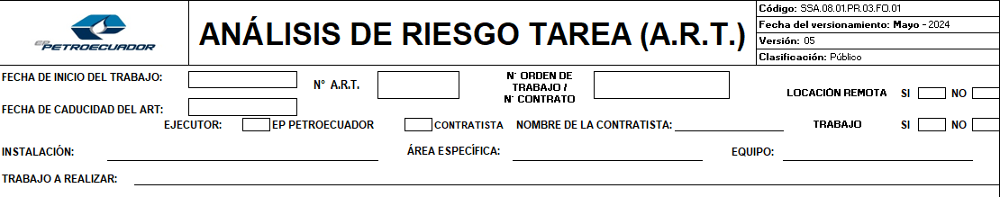 EP PETROECUADOR
ANÁLISIS DE RIESGO TAREA (A.R.T.)
Código: SSA.08.01.PR.03.FO.01
Fecha del versionamiento: Mayo - 2024
Versión: 05
Clasificación: Público
FECHA DE INICIO DEL TRABAJO:
N° A.R.T.
N° ORDEN DE
TRABAJO /
N° CONTRATO
LOCACIÓN REMOTA SI NO
FECHA DE CADUCIDAD DEL ART:
EJECUTOR: EP PETROECUADOR CONTRATISTA NOMBRE DE LA CONTRATISTA: TRABAJO SI NO
INSTALACIÓN: ÁREA ESPECÍFICA: EQUIPO:
TRABAJO A REALIZAR: